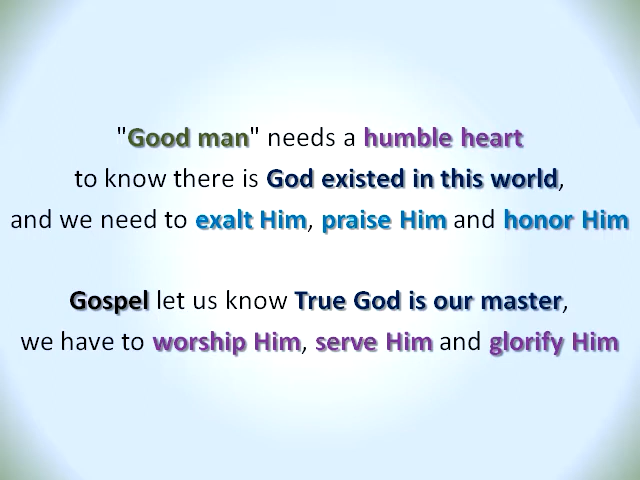 "Good man" needs a humble heart
to know there is God existed in this world,
and we need to exalt Him, praise Him and honor Him
Gospel let us know True God is our master,
we have to worship Him, serve Him and glorify Him